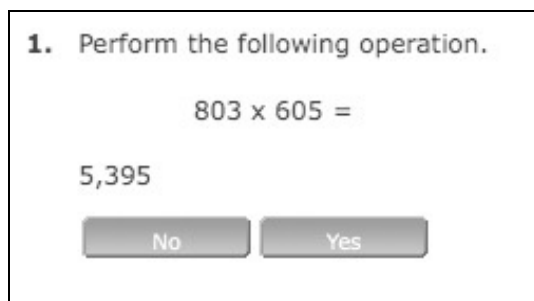 1. Perform the following operation.
803 x 605 =
5,395
No Yes